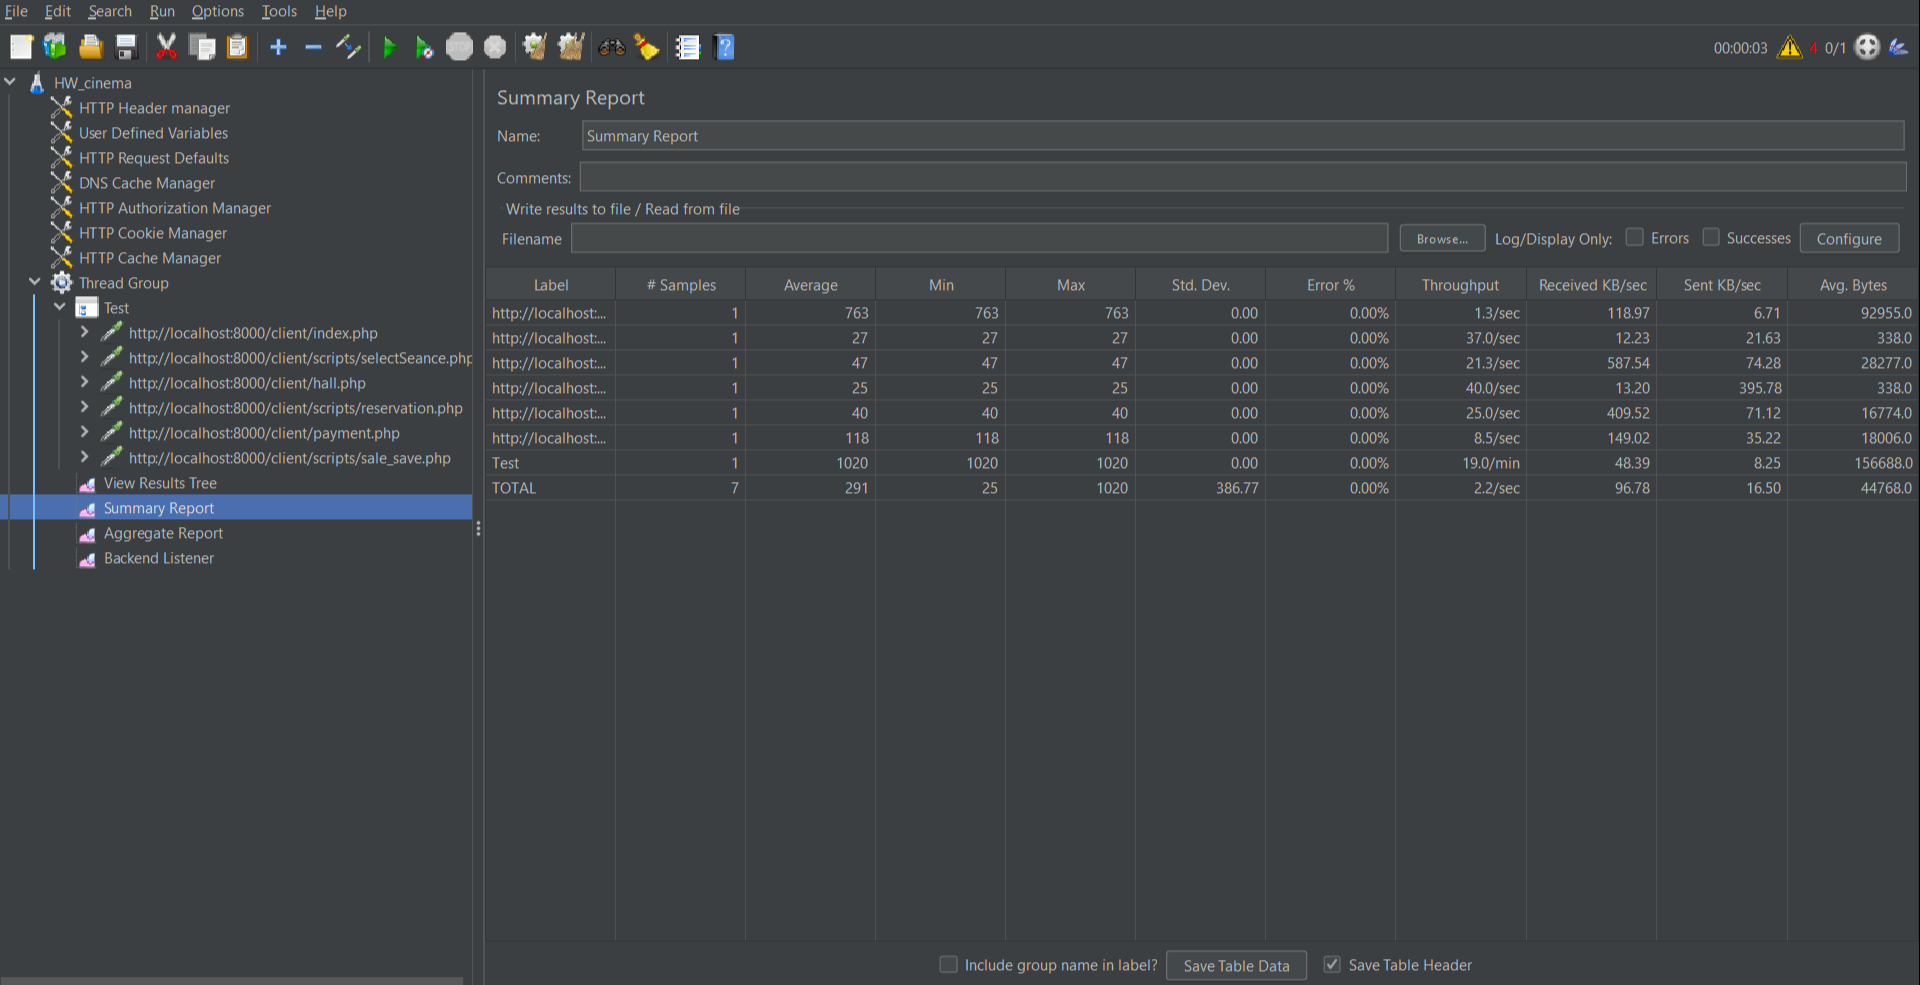 File Edit Search Run Options Tools Help
STOP
00:00:03 4 0/1
HW_cinema
HTTP Header manager
User Defined Variables
HTTP Request Defaults
DNS Cache Manager
HTTP Authorization Manager
HTTP Cookie Manager
HTTP Cache Manager
Thread Group
Test
http://localhost:8000/client/index.php
http://localhost:8000/client/scripts/selectSeance.php
http://localhost:8000/client/hall.php
http://localhost:8000/client/scripts/reservation.php
http://localhost:8000/client/payment.php
http://localhost:8000/client/scripts/sale_save.php
View Results Tree
Summary Report
Aggregate Report
Backend Listener
Summary Report
Name: Summary Report
Comments:
Write results to file / Read from file
Filename Browse... Log/Display Only: Errors Successes Configure
Label # Samples Average Min Max Std. Dev. Error % Throughput Received KB/sec Sent KB/sec Avg. Bytes
http://localhost:... 1 763 763 763 0.00 0.00% 1.3/sec 118.97 6.71 92955.0
http://localhost:... 1 27 27 27 0.00 0.00% 37.0/sec 12.23 21.63 338.0
http://localhost:... 1 47 47 47 0.00 0.00% 21.3/sec 587.54 74.28 28277.0
http://localhost:... 1 25 25 25 0.00 0.00% 40.0/sec 13.20 395.78 338.0
http://localhost:... 1 40 40 40 0.00 0.00% 25.0/sec 409.52 71.12 16774.0
http://localhost:... 1 118 118 118 0.00 0.00% 8.5/sec 149.02 35.22 18006.0
Test 1 1020 1020 1020 0.00 0.00% 19.0/min 48.39 8.25 156688.0
TOTAL 7 291 25 1020 386.77 0.00% 2.2/sec 96.78 16.50 44768.0
Include group name in label? Save Table Data Save Table Header